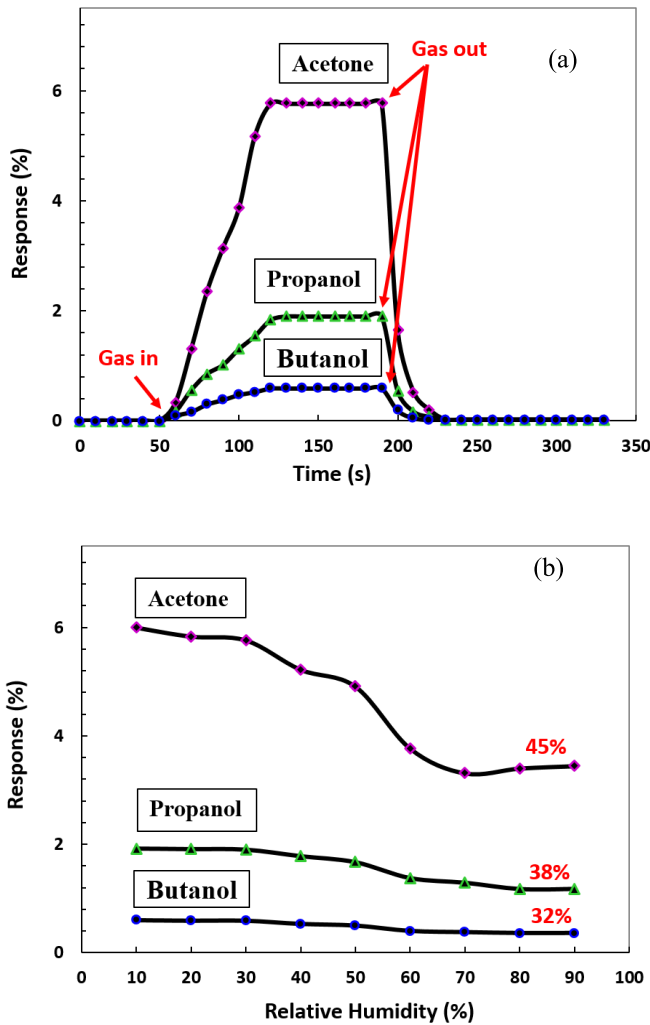 (a)
Acetone
Gas out
6
4
Propanol
2
Butanol
Gas in
0
0 50 100 150 200 250 300 350
Response (%)
Time (s)
(b)
Acetone
6
45%
4
Propanol
2
38%
Butanol
32%
0
0 10 20 30 40 50 60 70 80 90 100
Response (%)
Relative Humidity (%)